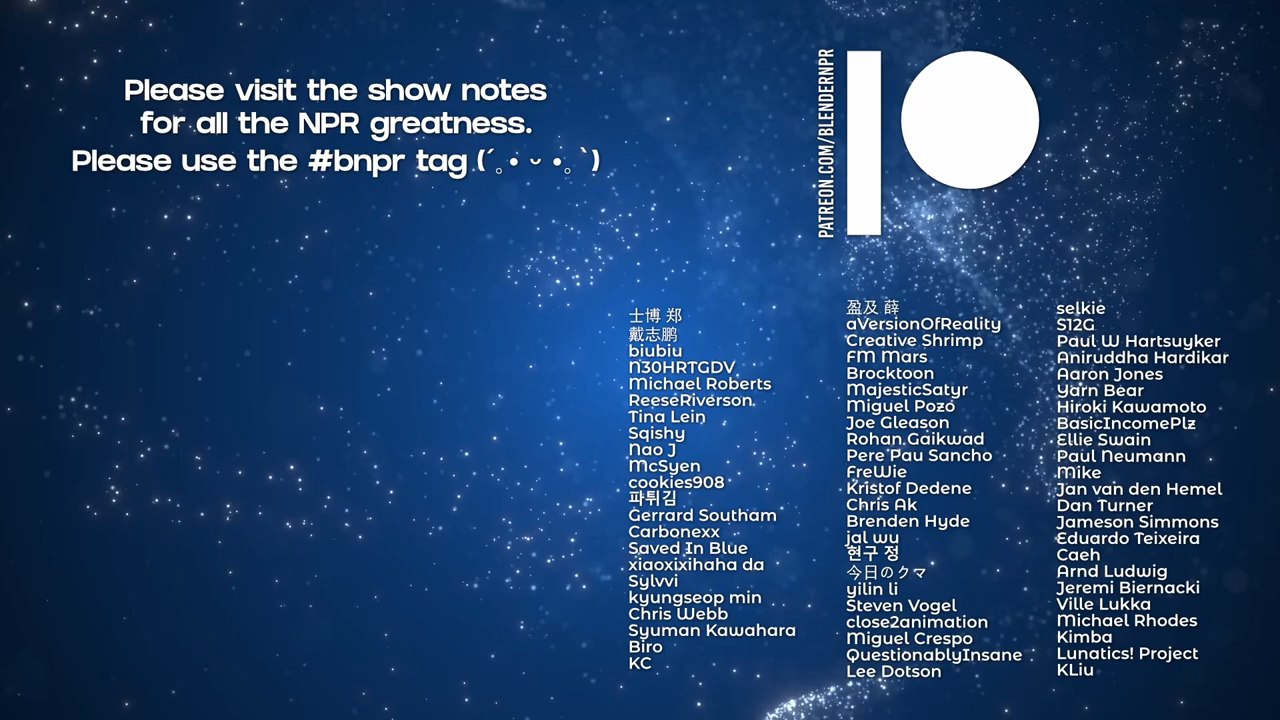 Please visit the show notes
for all the NPR greatness.
Please use the #bnpr tag (´｡• ᵕ •｡`)
PATREON.COM/BLENDERNPR
士博 郑
戴志鹏
biubiu
N30HRTGDV
Michael Roberts
ReeseRiverson
Tina Lein
Sqishy
Nao J
McSyen
cookies908
파튀김
Gerrard Southam
Carbonexx
Saved In Blue
xiaoxixihaha da
Sylvvi
kyungseop min
Chris Webb
Syuman Kawahara
Biro
KC
盈及 薛
aVersionOfReality
Creative Shrimp
FM Mars
Brocktoon
MajesticSatyr
Miguel Pozo
Joe Gleason
Rohan Gaikwad
Pere Pau Sancho
FreWie
Kristof Dedene
Chris Ak
Brenden Hyde
jal wu
현구 정
今日のクマ
yilin li
Steven Vogel
close2animation
Miguel Crespo
QuestionablyInsane
Lee Dotson
selkie
S12G
Paul W Hartsuyker
Aniruddha Hardikar
Aaron Jones
Yarn Bear
Hiroki Kawamoto
BasicIncomePlz
Ellie Swain
Paul Neumann
Mike
Jan van den Hemel
Dan Turner
Jameson Simmons
Eduardo Teixeira
Caeh
Arnd Ludwig
Jeremi Biernacki
Ville Lukka
Michael Rhodes
Kimba
Lunatics! Project
KLiu